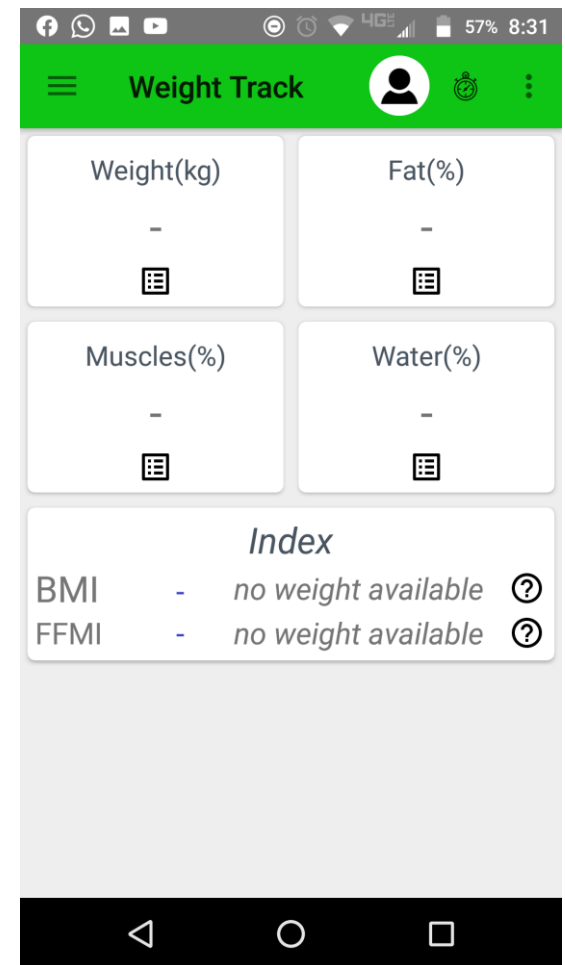 4GE 57% 8:31
Weight Track
Weight(kg) Fat(%)
- -
Muscles(%) Water(%)
- -
Index
BMI - no weight available
FFMI - no weight available